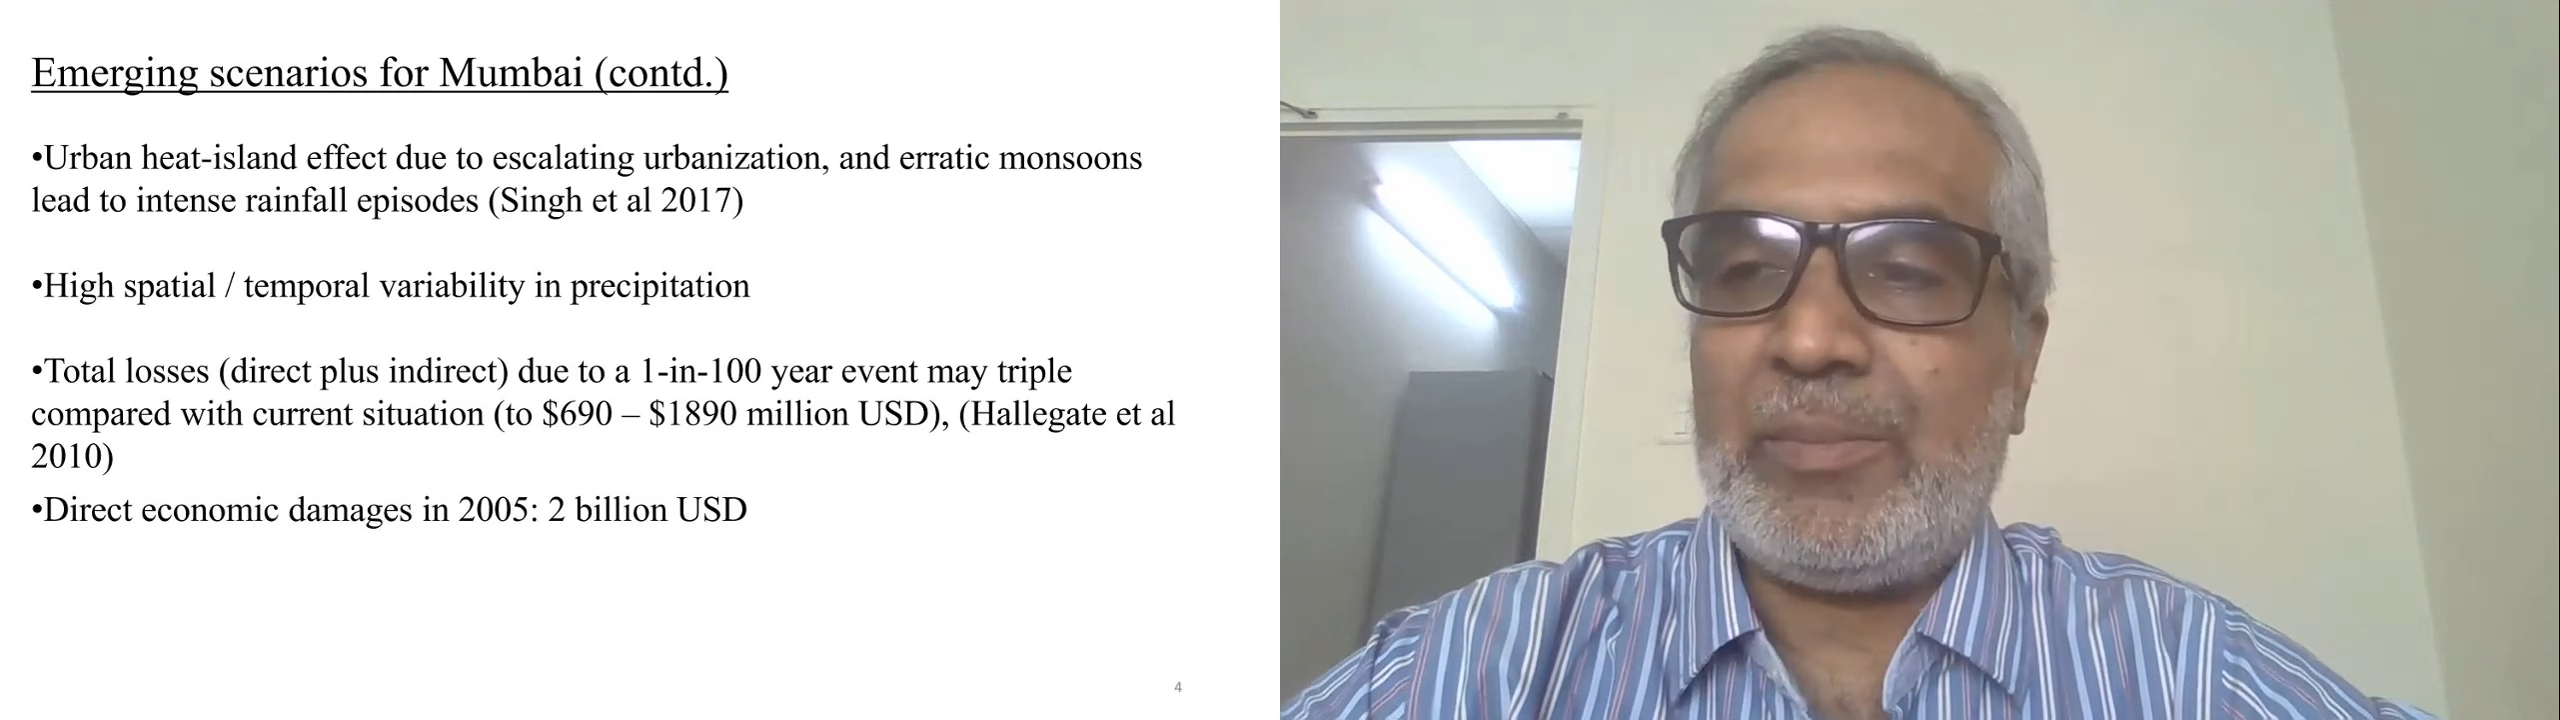 Emerging scenarios for Mumbai (contd.)
•Urban heat-island effect due to escalating urbanization, and erratic monsoons
lead to intense rainfall episodes (Singh et al 2017)
•High spatial / temporal variability in precipitation
•Total losses (direct plus indirect) due to a 1-in-100 year event may triple
compared with current situation (to $690 – $1890 million USD), (Hallegate et al
2010)
•Direct economic damages in 2005: 2 billion USD
4